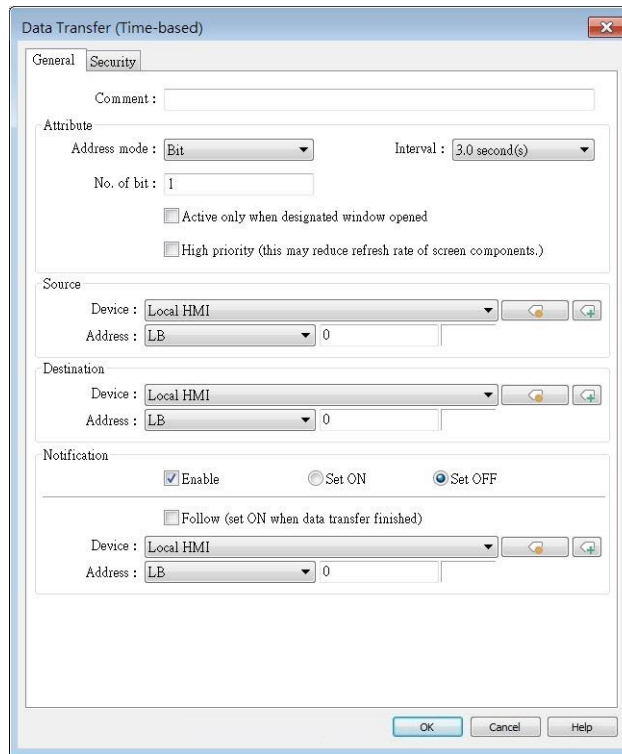 Data Transfer (Time-based)
General Security
Comment :
Attribute
Address mode : Bit Interval : 3.0 second(s)
No. of bit : 1
Active only when designated window opened
High priority (this may reduce refresh rate of screen components.)
Source
Device : Local HMI
Address : LB 0
Destination
Device : Local HMI
Address : LB 0
Notification
Enable Set ON Set OFF
Follow (set ON when data transfer finished)
Device : Local HMI
Address : LB 0
OK Cancel Help